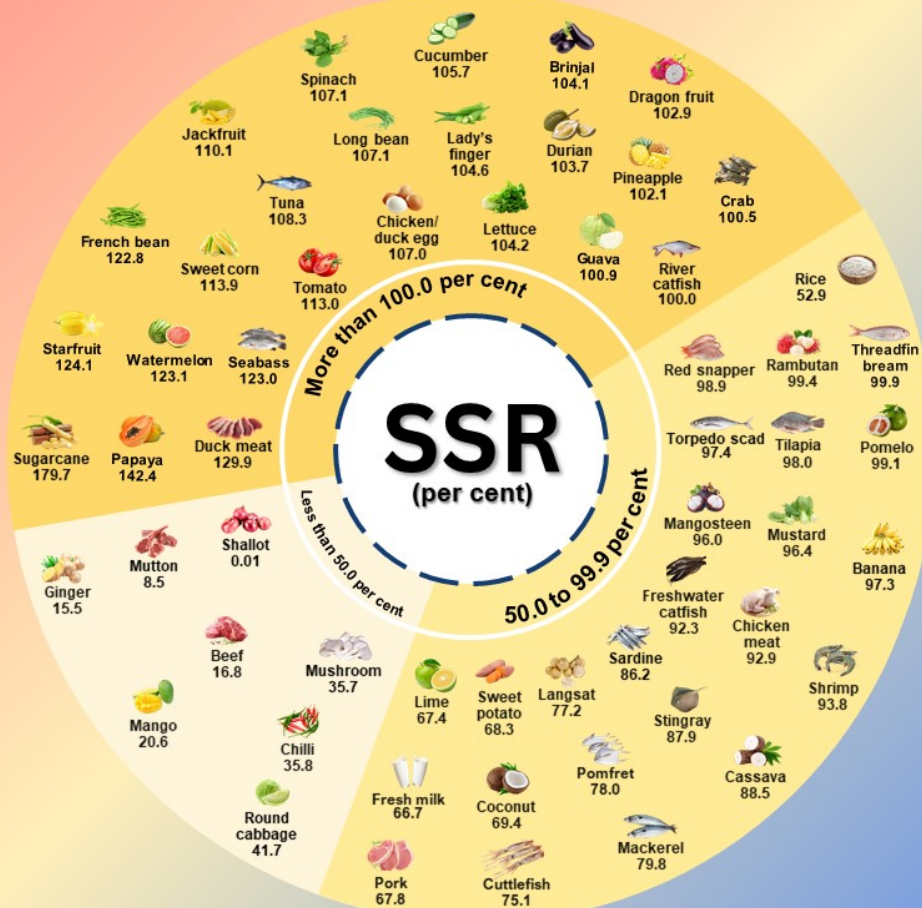 SSR
(per cent)
More than 100.0 per cent
Spinach
107.1
Cucumber
105.7
Brinjal
104.1
Dragon fruit
102.9
Jackfruit
110.1
Long bean
107.1
Lady's
finger
104.6
Durian
103.7
Pineapple
102.1
Crab
100.5
Tuna
108.3
Chicken/
duck egg
107.0
Lettuce
104.2
Guava
100.9
River
catfish
100.0
French bean
122.8
Sweet corn
113.9
Tomato
113.0
Starfruit
124.1
Watermelon
123.1
Seabass
123.0
Sugarcane
179.7
Papaya
142.4
Duck meat
129.9
50.0 to 99.9 per cent
Rice
52.9
Red snapper
98.9
Rambutan
99.4
Threadfin
bream
99.9
Torpedo scad
97.4
Tilapia
98.0
Pomelo
99.1
Mangosteen
96.0
Mustard
96.4
Banana
97.3
Freshwater
catfish
92.3
Chicken
meat
92.9
Shrimp
93.8
Sardine
86.2
Stingray
87.9
Cassava
88.5
Lime
67.4
Sweet
potato
68.3
Langsat
77.2
Pomfret
78.0
Mackerel
79.8
Fresh milk
66.7
Coconut
69.4
Pork
67.8
Cuttlefish
75.1
Less than 50.0 per cent
Shallot
0.01
Mutton
8.5
Ginger
15.5
Beef
16.8
Mushroom
35.7
Mango
20.6
Chilli
35.8
Round
cabbage
41.7